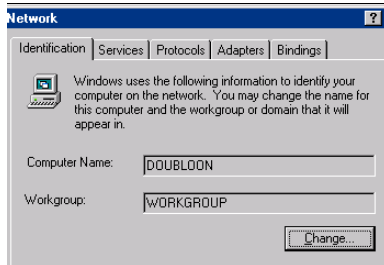 Network ?
Identification Services Protocols Adapters Bindings
Windows uses the following information to identify your
computer on the network. You may change the name for
this computer and the workgroup or domain that it will
appear in.
Computer Name: DOUBLOON
Workgroup: WORKGROUP
Change...